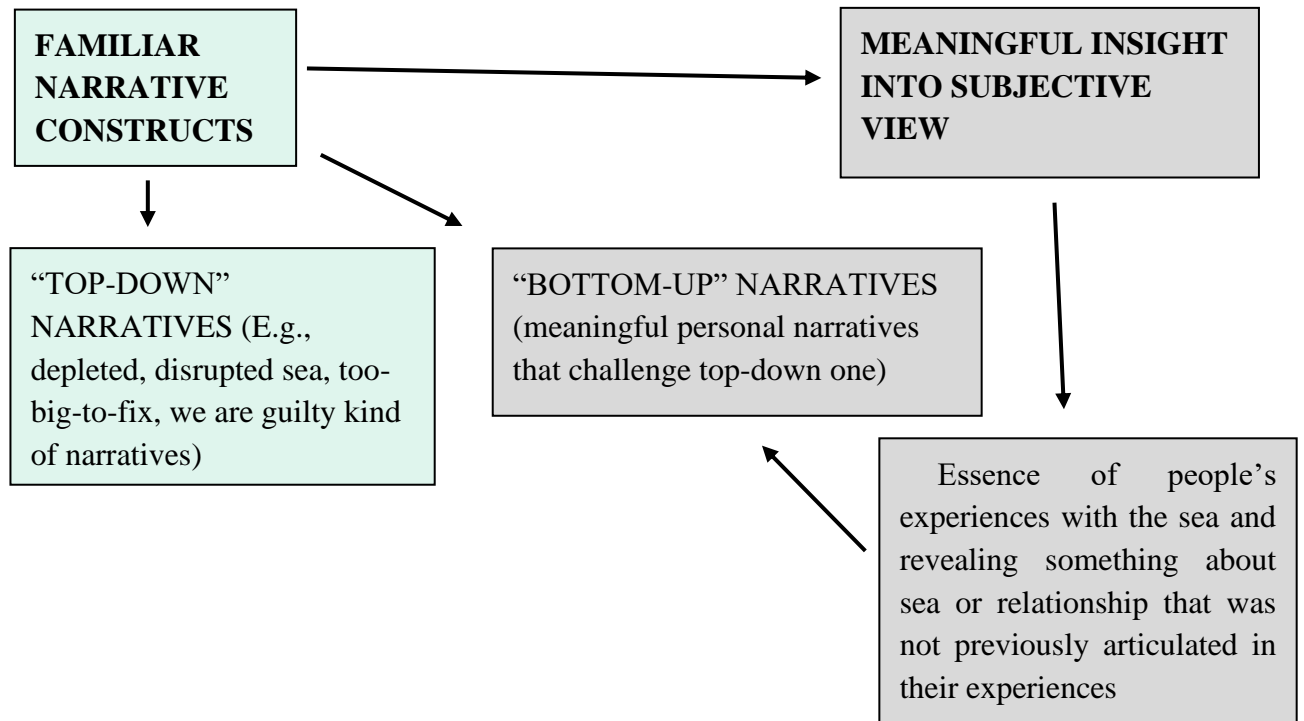 FAMILIAR
NARRATIVE
CONSTRUCTS
MEANINGFUL INSIGHT
INTO SUBJECTIVE
VIEW
“TOP-DOWN”
NARRATIVES (E.g.,
depleted, disrupted sea, too-
big-to-fix, we are guilty kind
of narratives)
“BOTTOM-UP” NARRATIVES
(meaningful personal narratives
that challenge top-down one)
Essence of people’s
experiences with the sea and
revealing something about
sea or relationship that was
not previously articulated in
their experiences